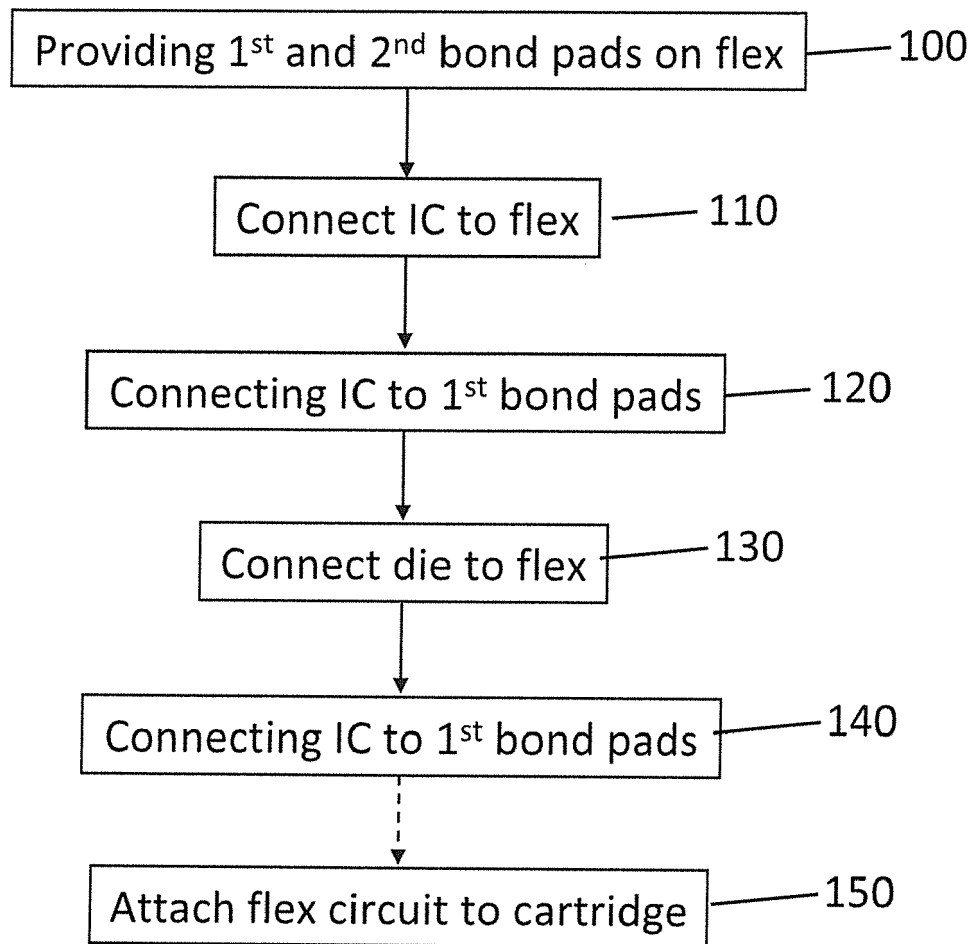 Providing 1st and 2nd bond pads on flex 100
Connect IC to flex 110
Connecting IC to 1st bond pads 120
Connect die to flex 130
Connecting IC to 1st bond pads 140
Attach flex circuit to cartridge 150